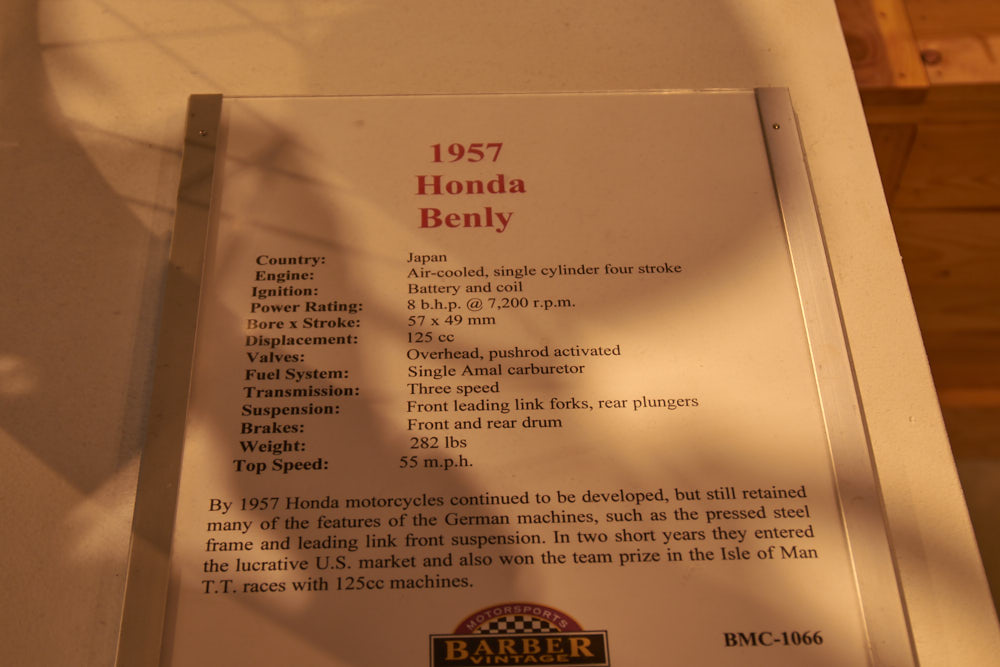 1957
Honda
Benly
Country: Japan
Engine: Air-cooled, single cylinder four stroke
Ignition: Battery and coil
Power Rating: 8 b.h.p. @ 7,200 r.p.m.
Bore x Stroke: 57 x 49 mm
Displacement: 125 cc
Valves: Overhead, pushrod activated
Fuel System: Single Amal carburetor
Transmission: Three speed
Suspension: Front leading link forks, rear plungers
Brakes: Front and rear drum
Weight: 282 lbs
Top Speed: 55 m.p.h.
By 1957 Honda motorcycles continued to be developed, but still retained
many of the features of the German machines, such as the pressed steel
frame and leading link front suspension. In two short years they entered
the lucrative U.S. market and also won the team prize in the Isle of Man
T.T. races with 125cc machines.
MOTORSPORTS
BARBER
VINTAGE
BMC-1066